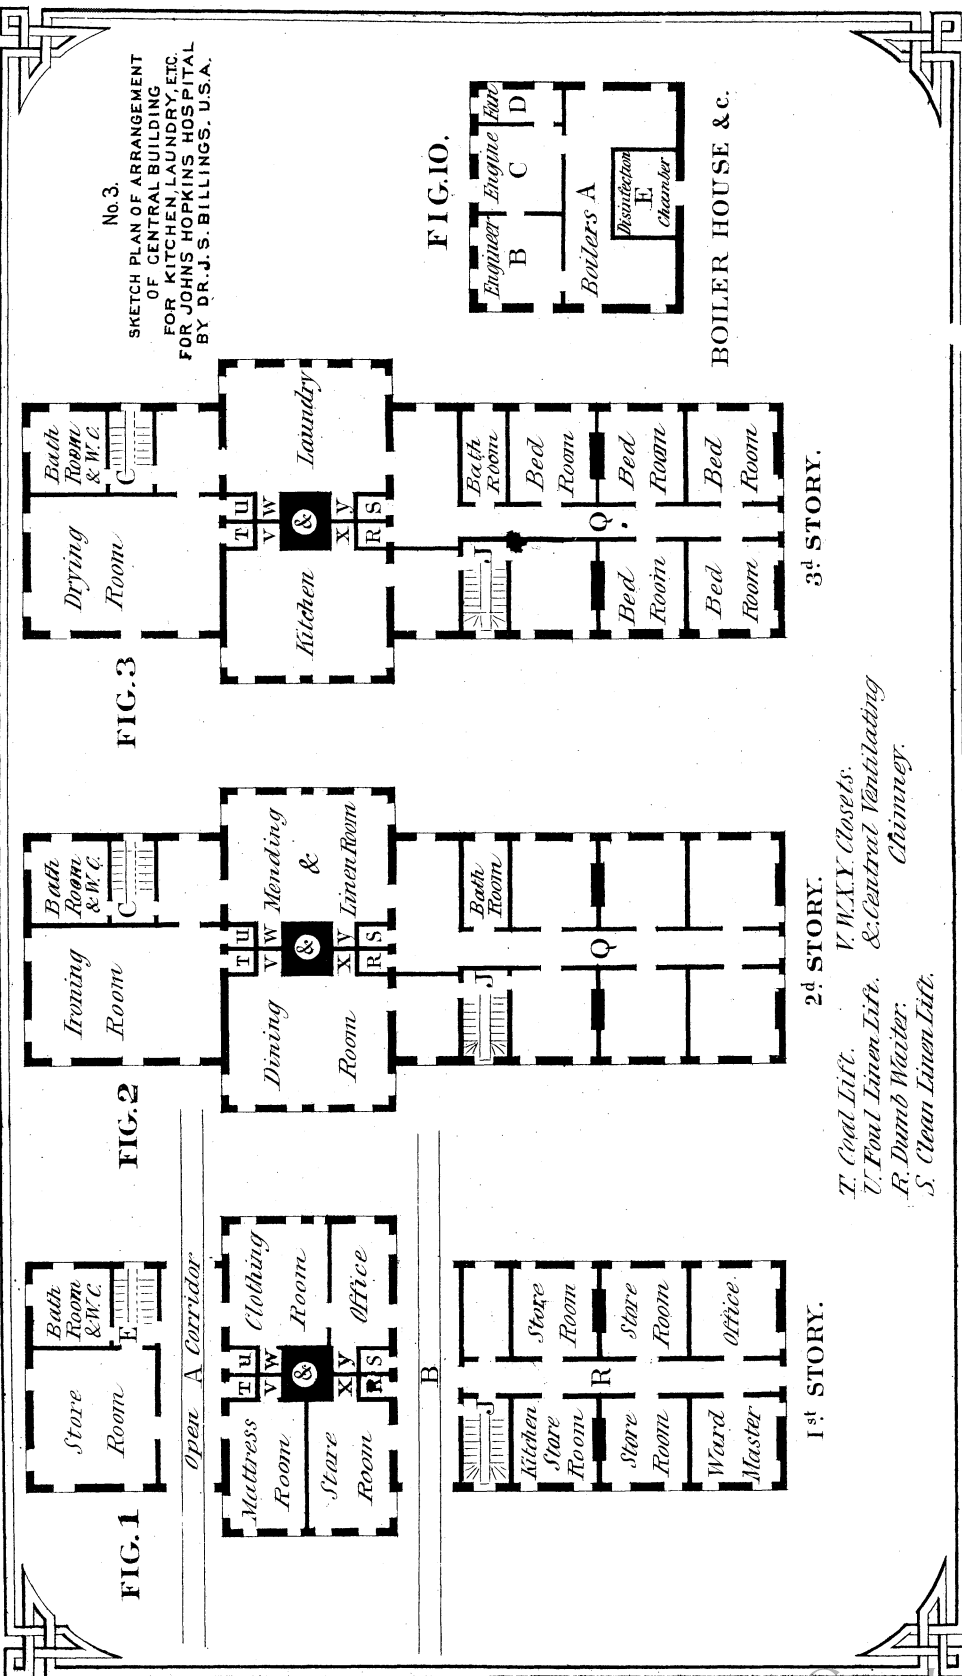 No. 3.
SKETCH PLAN OF ARRANGEMENT
OF CENTRAL BUILDING
FOR KITCHEN, LAUNDRY, ETC.
FOR JOHNS HOPKINS HOSPITAL
BY DR. J. S. BILLINGS. U.S.A.
FIG. 10.
Engineer
B
Engine
C
Fan
D
Boilers A
Disinfection
E
Chamber
BOILER HOUSE &c.
FIG. 3
Drying
Room
Bath
Room
& W.C.
C
T
U
V
W
&
X
Y
R
S
Kitchen
Laundry
J
Bath
Room
Bed
Room
Q
Bed
Room
Bed
Room
Bed
Room
Bed
Room
3d STORY.
FIG. 2
Ironing
Room
Bath
Room
& W.C.
C
T
U
V
W
&
X
Y
R
S
Dining
Room
Mending
&
Linen Room
J
Bath
Room
Q
2d STORY.
FIG. 1
Store
Room
Bath
Room
& W.C.
E
Open A Corridor
Mattress
Room
Clothing
Room
T
U
V
W
&
X
Y
R
S
Store
Room
Office
B
J
Kitchen
Store
Room
Store
Room
R
Store
Room
Store
Room
Ward
Master
Office.
1st STORY.
T. Coal Lift.
U. Foul Linen Lift.
R. Dumb Waiter.
S. Clean Linen Lift.
V. W. X. Y. Closets.
&. Central Ventilating
Chimney.